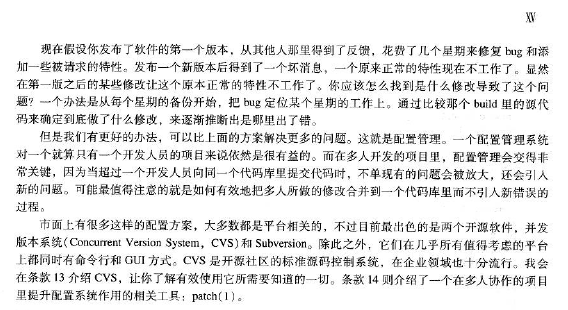 XV
现在假设你发布了软件的第一个版本，从其他人那里得到了反馈，花费了几个星期来修复 bug 和添
加一些被请求的特性。发布一个新版本后得到了一个坏消息，一个原来正常的特性现在不工作了。显然
在第一版之后的某些修改让这个原本正常的特性不工作了。你应该怎么找到是什么修改导致了这个问
题？一个办法是从每个星期的备份开始，把 bug 定位某个星期的工作上。通过比较那个 build 里的源代
码来确定到底做了什么修改，来逐渐推断出是哪里出了错。
但是我们有更好的办法，可以比上面的方案解决更多的问题。这就是配置管理。一个配置管理系统
对一个就算只有一个开发人员的项目来说依然是很有益的。而在多人开发的项目里，配置管理会变得非
常关键，因为当超过一个开发人员向同一个代码库里提交代码时，不单现有的问题会被放大，还会引入
新的问题。可能最值得注意的就是如何有效地把多人所做的修改合并到一个代码库里而不引入新错误的
过程。
市面上有很多这样的配置方案，大多数都是平台相关的，不过目前最出色的是两个开源软件，并发
版本系统(Concurrent Version System，CVS)和 Subversion。除此之外，它们在几乎所有值得考虑的平台
上都同时有命令行和 GUI 方式。CVS 是开源社区的标准源码控制系统，在企业领域也十分流行。我会
在条款 13 介绍 CVS，让你了解有效使用它所需要知道的一切。条款 14 则介绍了一个在多人协作的项目
里提升配置系统作用的相关工具：patch(1)。